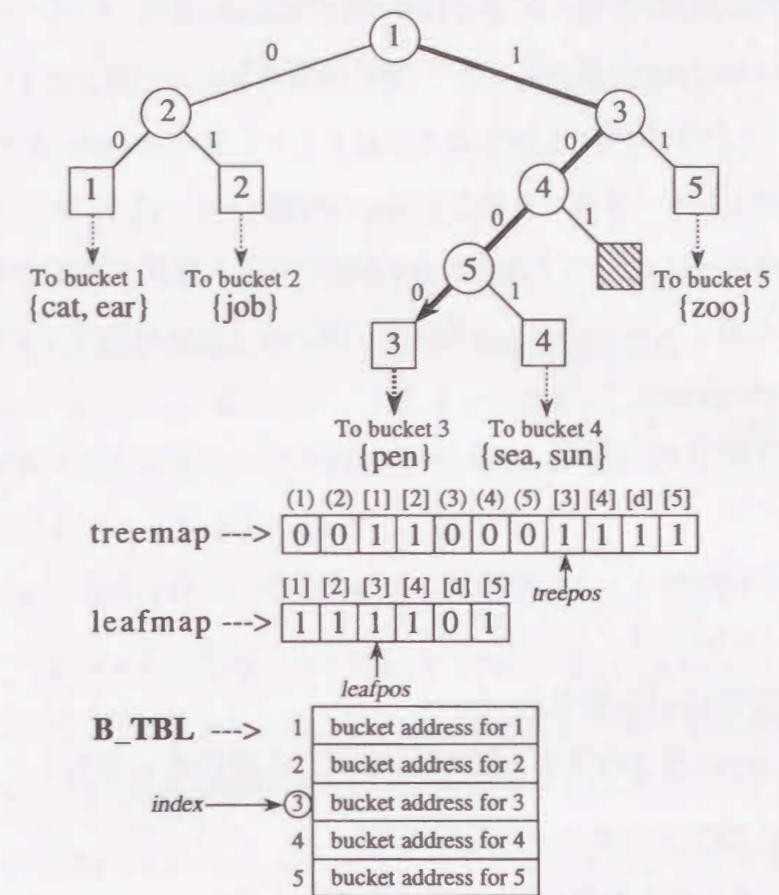 1
0 1
2 3
0 1 0 1
1 2 4 5
0 1
To bucket 1 To bucket 2 5 To bucket 5
{cat, ear} {job} 0 1 {zoo}
3 4
To bucket 3 To bucket 4
{pen} {sea, sun}
(1) (2) [1] [2] (3) (4) (5) [3] [4] [d] [5]
treemap ---> 0 0 1 1 0 0 0 1 1 1 1
[1] [2] [3] [4] [d] [5] treepos
leafmap ---> 1 1 1 1 0 1
leafpos
B_TBL ---> 1 bucket address for 1
2 bucket address for 2
index 3 bucket address for 3
4 bucket address for 4
5 bucket address for 5